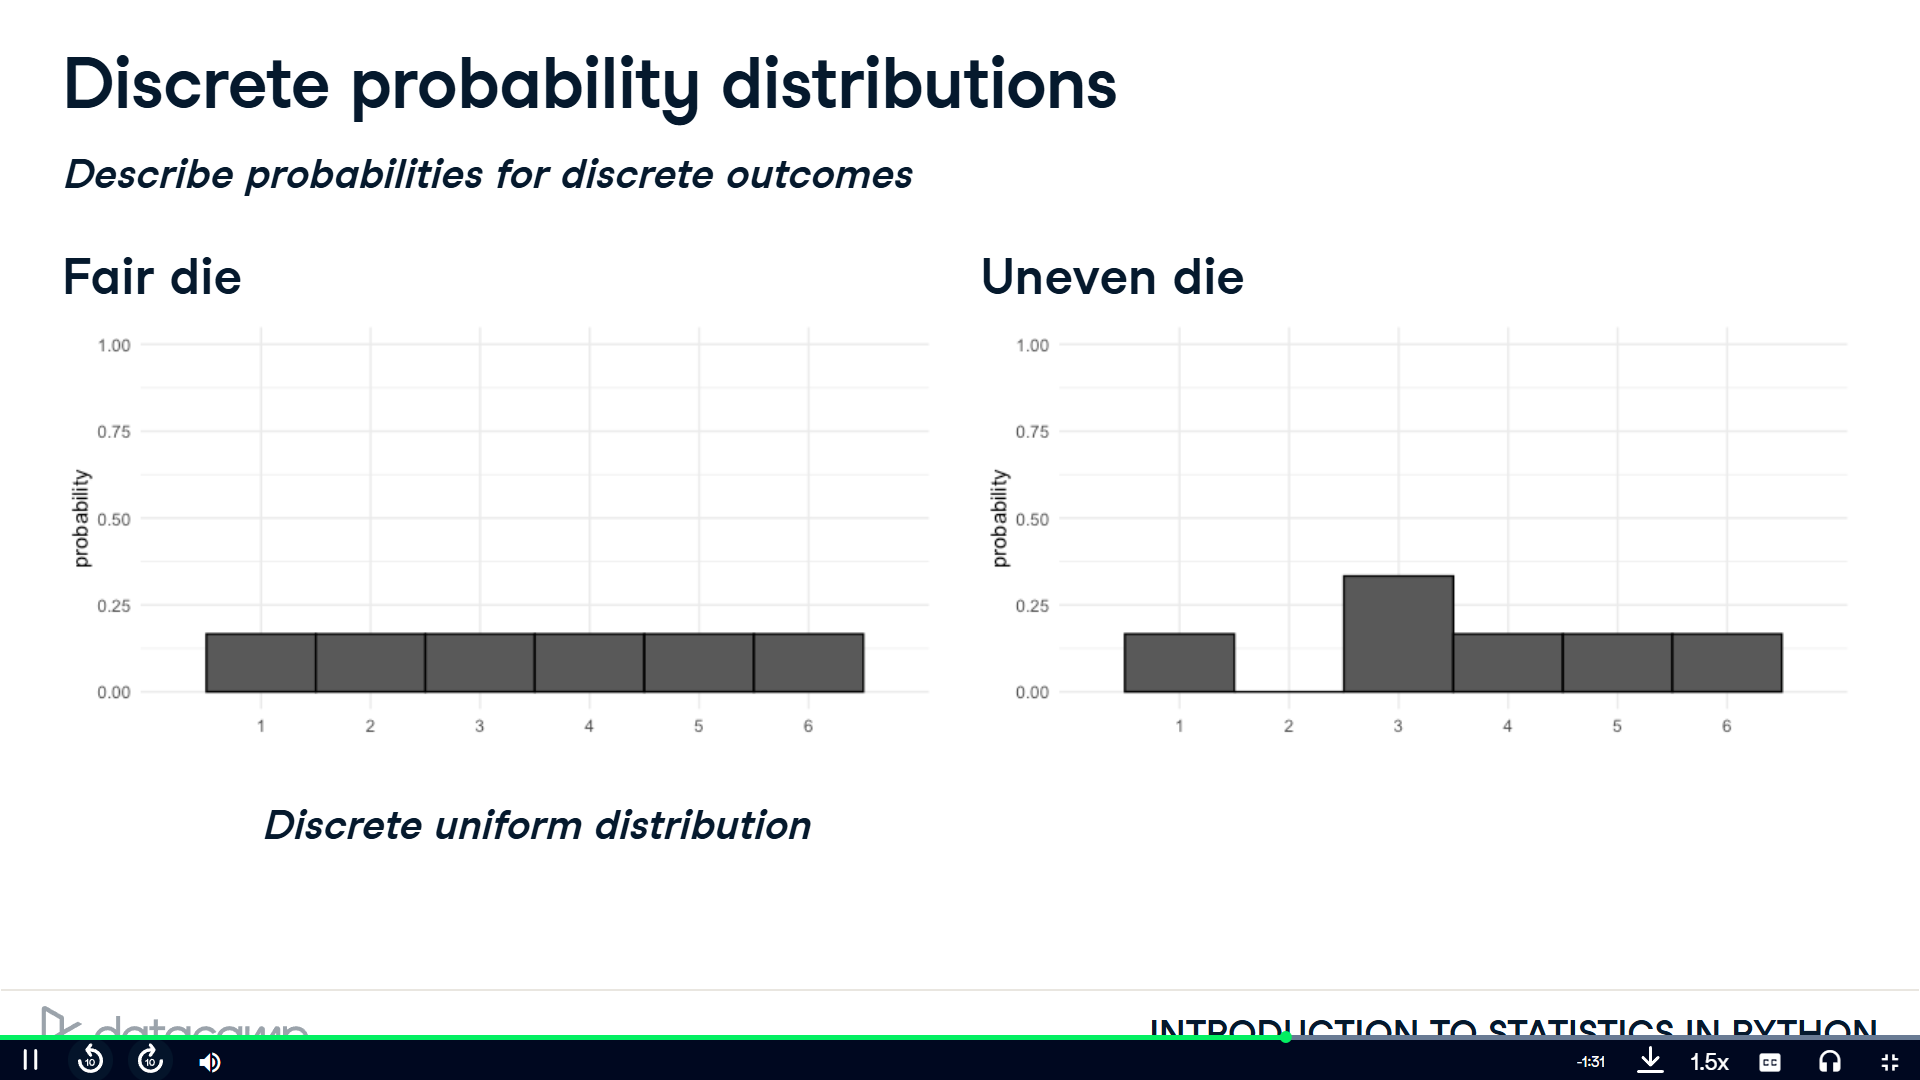 Discrete probability distributions
Describe probabilities for discrete outcomes
Fair die
1.00
0.75
0.50
0.25
0.00
probability
1 2 3 4 5 6
Discrete uniform distribution
Uneven die
1.00
0.75
0.50
0.25
0.00
probability
1 2 3 4 5 6
datacamp
INTRODUCTION TO STATISTICS IN PYTHON
10
10
-1:31
1.5x
CC